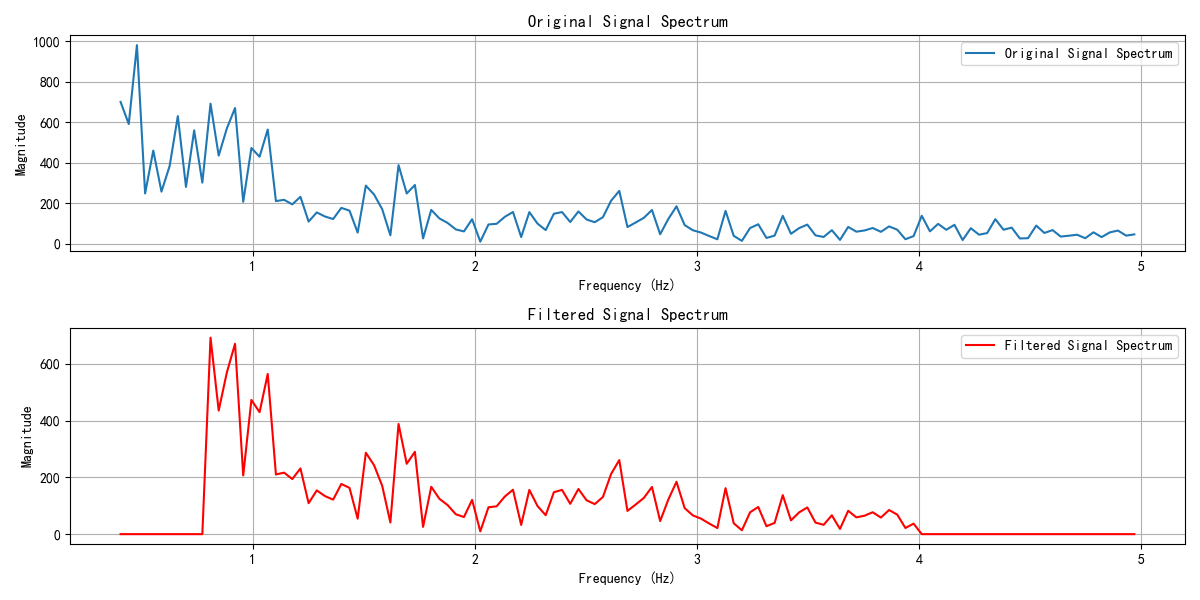 Original Signal Spectrum
1000
800
600
400
200
0
Magnitude
Original Signal Spectrum
1 2 3 4 5
Frequency (Hz)
Filtered Signal Spectrum
600
400
200
0
Magnitude
Filtered Signal Spectrum
1 2 3 4 5
Frequency (Hz)